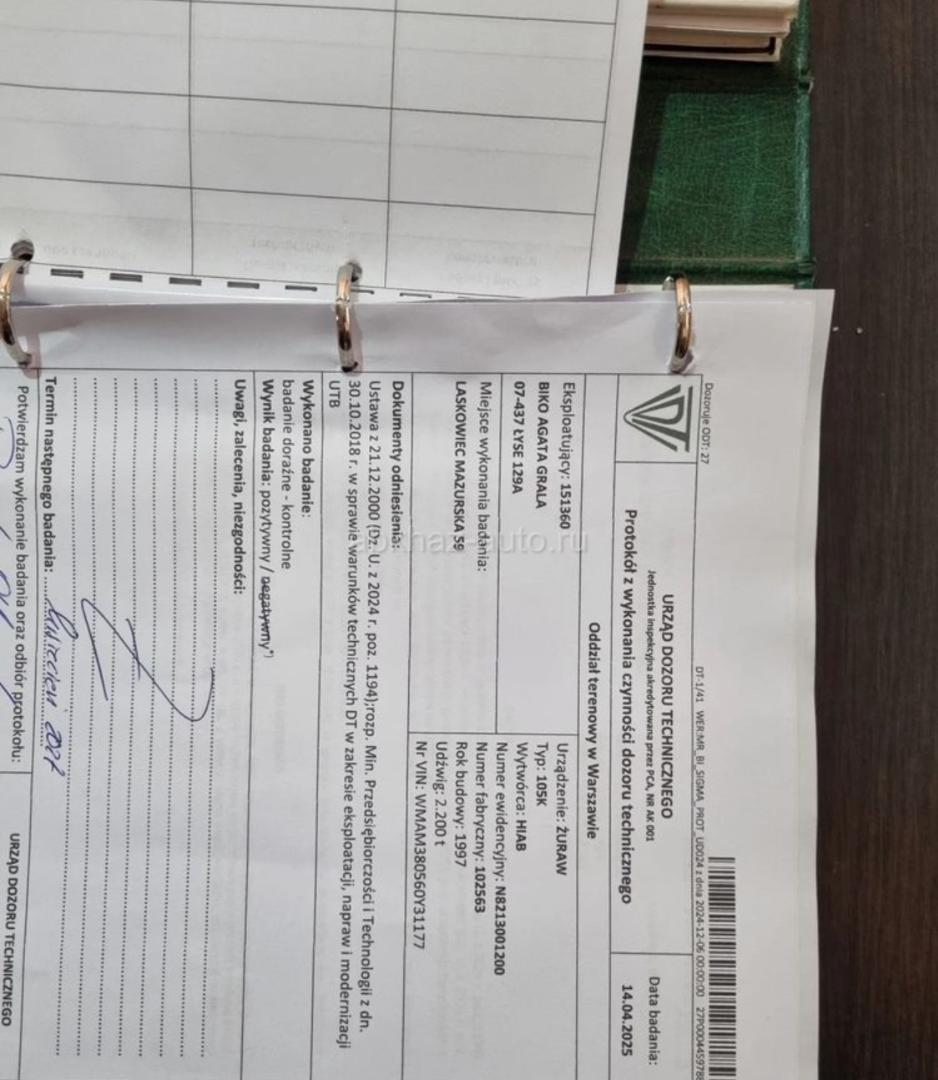 Dozoruje ODT: 27
DT-1/41 WER:MR_BI_SIGMA_PROT_UD024 z dnia 2024-12-06 00:00:00
URZĄD DOZORU TECHNICZNEGO
Jednostka inspekcyjna akredytowana przez PCA, NR AK 001
Protokół z wykonania czynności dozoru technicznego
Data badania:
14.04.2025
Oddział terenowy w Warszawie
Eksploatujący: 151360
BIKO AGATA GRALA
07-437 ŁYSE 129A
Urządzenie: ŻURAW
Typ: 105K
Wytwórca: HIAB
Numer ewidencyjny: N8213001200
Miejsce wykonania badania:
LASKOWIEC MAZURSKA 59
Numer fabryczny: 102563
Rok budowy: 1997
Udźwig: 2.200 t
Nr VIN: WMAM380560Y31177
Dokumenty odniesienia:
Ustawa z 21.12.2000 (Dz. U. z 2024 r. poz. 1194);rozp. Min. Przedsiębiorczości i Technologii z dn.
30.10.2018 r. w sprawie warunków technicznych DT w zakresie eksploatacji, napraw i modernizacji
UTB
Wykonano badanie:
badanie doraźne - kontrolne
Wynik badania: pozytywny / negatywny*)
Uwagi, zalecenia, niezgodności:
Termin następnego badania:
Potwierdzam wykonanie badania oraz odbiór protokołu:
URZĄD DOZORU TECHNICZNEGO